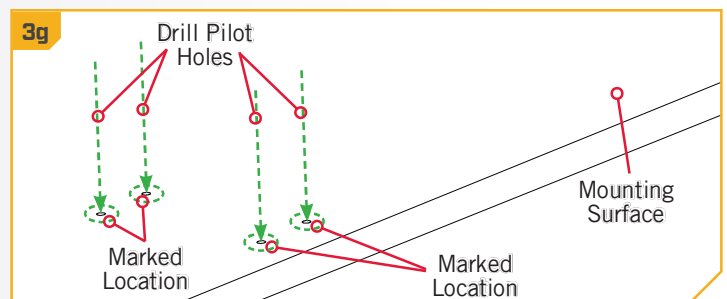 3g
Drill Pilot
Holes
Mounting
Surface
Marked
Location
Marked
Location